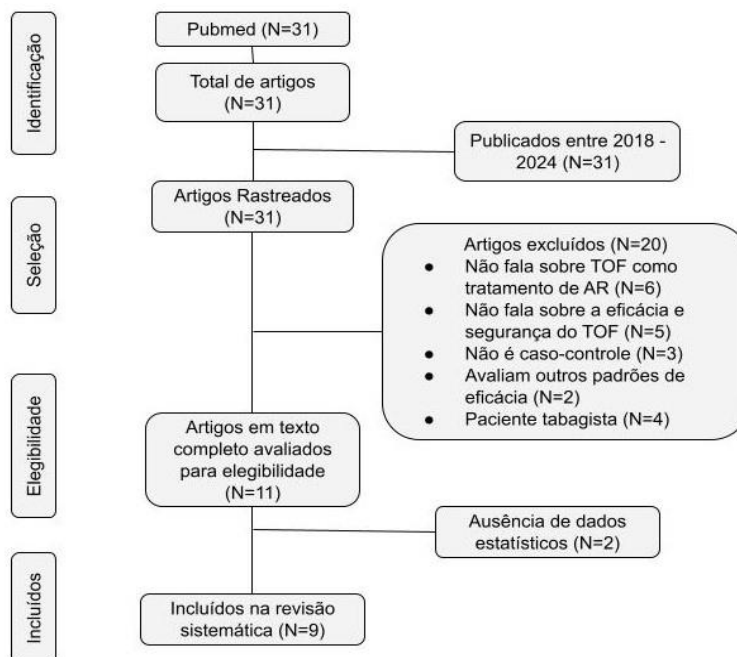 Identificação
Pubmed (N=31)
Total de artigos
(N=31)
Publicados entre 2018 -
2024 (N=31)
Seleção
Artigos Rastreados
(N=31)
Artigos excluídos (N=20)
● Não fala sobre TOF como
tratamento de AR (N=6)
● Não fala sobre a eficácia e
segurança do TOF (N=5)
● Não é caso-controle (N=3)
● Avaliam outros padrões de
eficácia (N=2)
● Paciente tabagista (N=4)
Elegibilidade
Artigos em texto
completo avaliados
para elegibilidade
(N=11)
Ausência de dados
estatísticos (N=2)
Incluídos
Incluídos na revisão
sistemática (N=9)